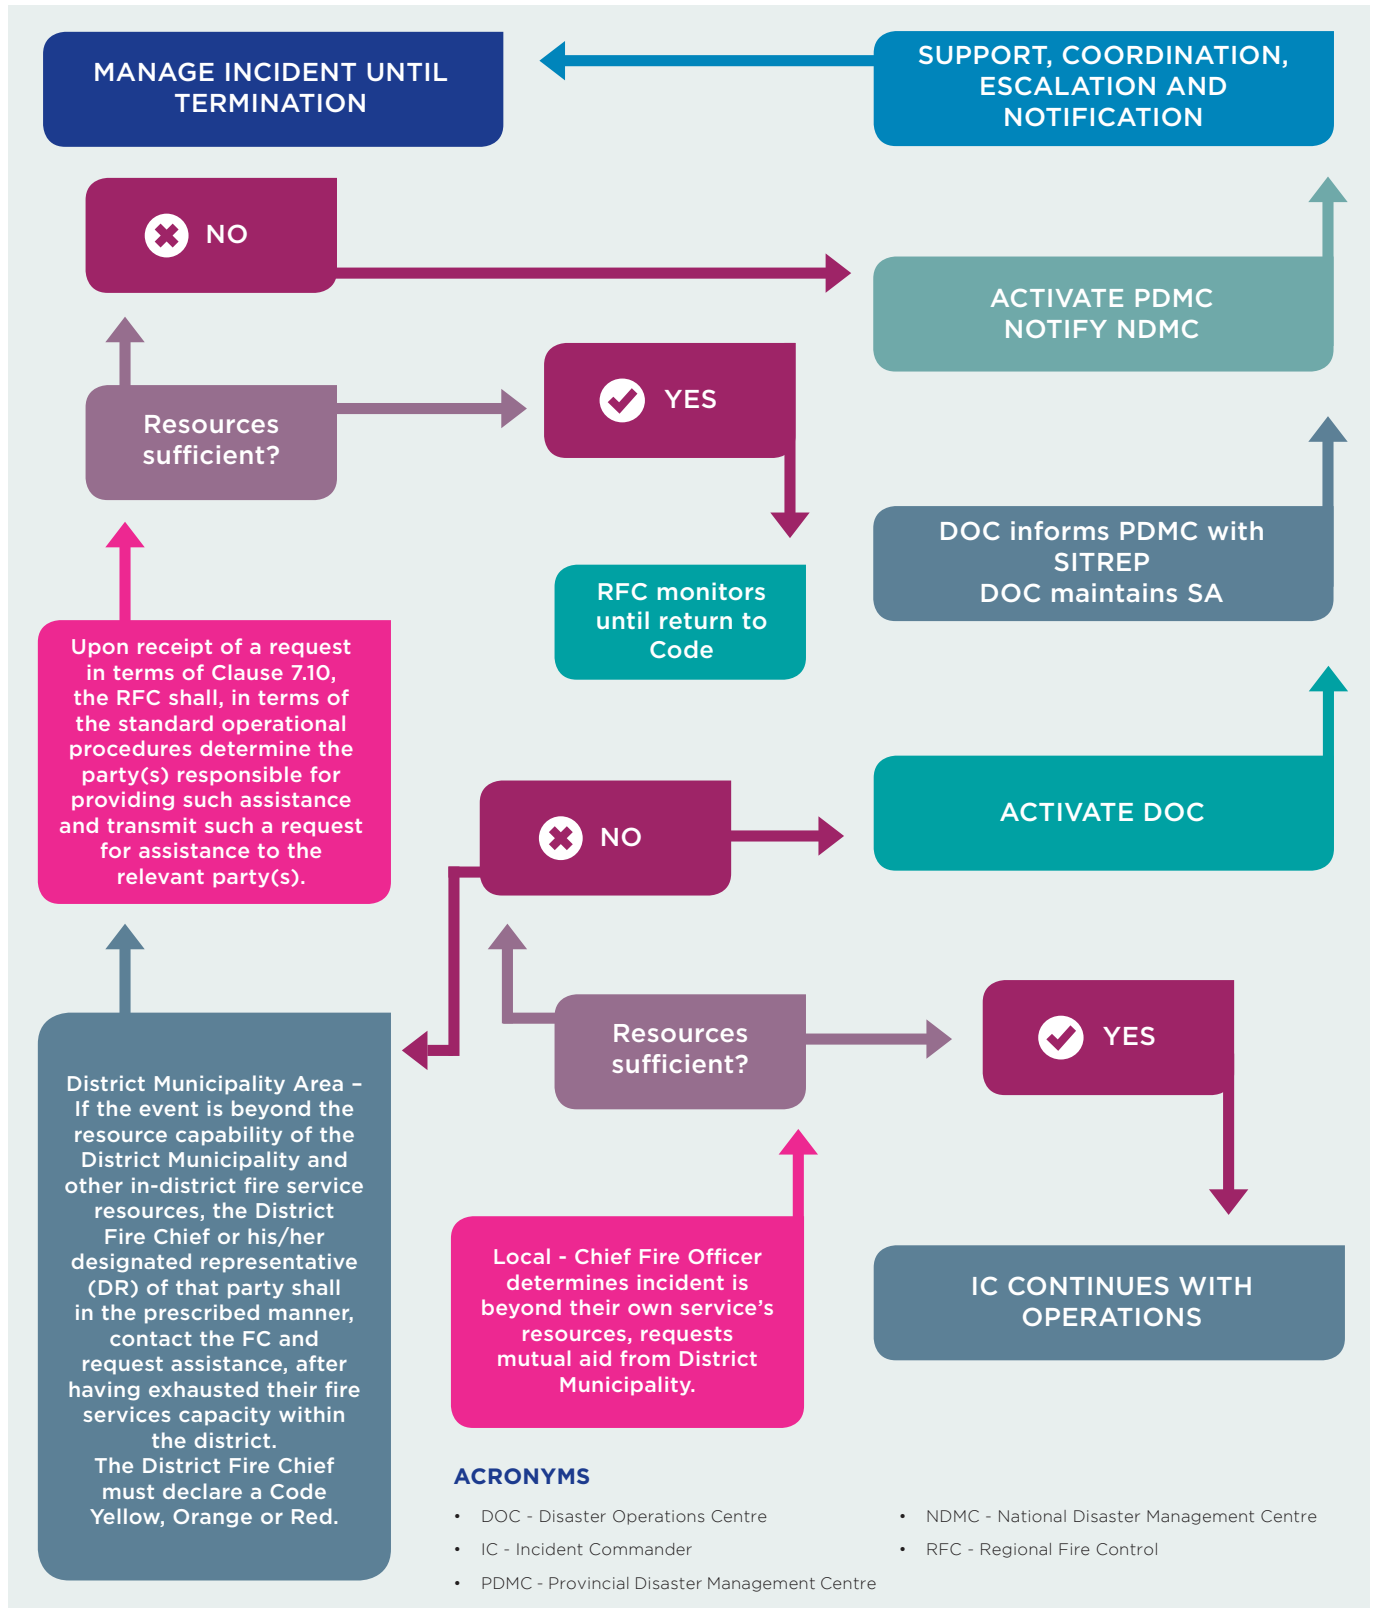 MANAGE INCIDENT UNTIL
TERMINATION
SUPPORT, COORDINATION,
ESCALATION AND
NOTIFICATION
NO
ACTIVATE PDMC
NOTIFY NDMC
Resources
sufficient?
YES
DOC informs PDMC with
SITREP
DOC maintains SA
RFC monitors
until return to
Code
Upon receipt of a request
in terms of Clause 7.10,
the RFC shall, in terms of
the standard operational
procedures determine the
party(s) responsible for
providing such assistance
and transmit such a request
for assistance to the
relevant party(s).
NO
ACTIVATE DOC
Resources
sufficient?
YES
District Municipality Area –
If the event is beyond the
resource capability of the
District Municipality and
other in-district fire service
resources, the District
Fire Chief or his/her
designated representative
(DR) of that party shall
in the prescribed manner,
contact the FC and
request assistance, after
having exhausted their fire
services capacity within
the district.
The District Fire Chief
must declare a Code
Yellow, Orange or Red.
Local - Chief Fire Officer
determines incident is
beyond their own service's
resources, requests
mutual aid from District
Municipality.
IC CONTINUES WITH
OPERATIONS
ACRONYMS
• DOC - Disaster Operations Centre
• IC - Incident Commander
• PDMC - Provincial Disaster Management Centre
• NDMC - National Disaster Management Centre
• RFC - Regional Fire Control